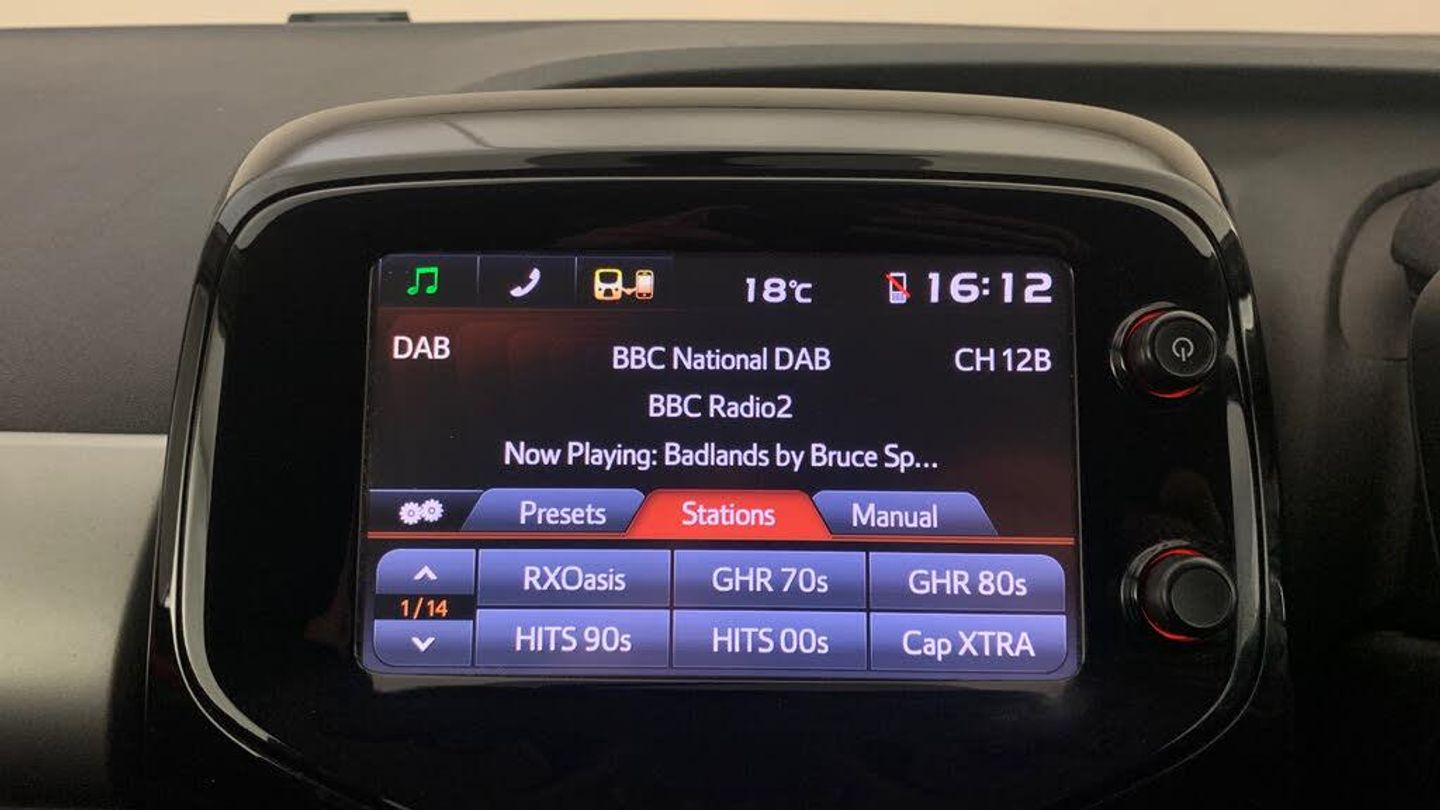 18°C 16:12
DAB BBC National DAB CH 12B
BBC Radio2
Now Playing: Badlands by Bruce Sp...
Presets Stations Manual
RXOasis GHR 70s GHR 80s
1/14
HITS 90s HITS 00s Cap XTRA